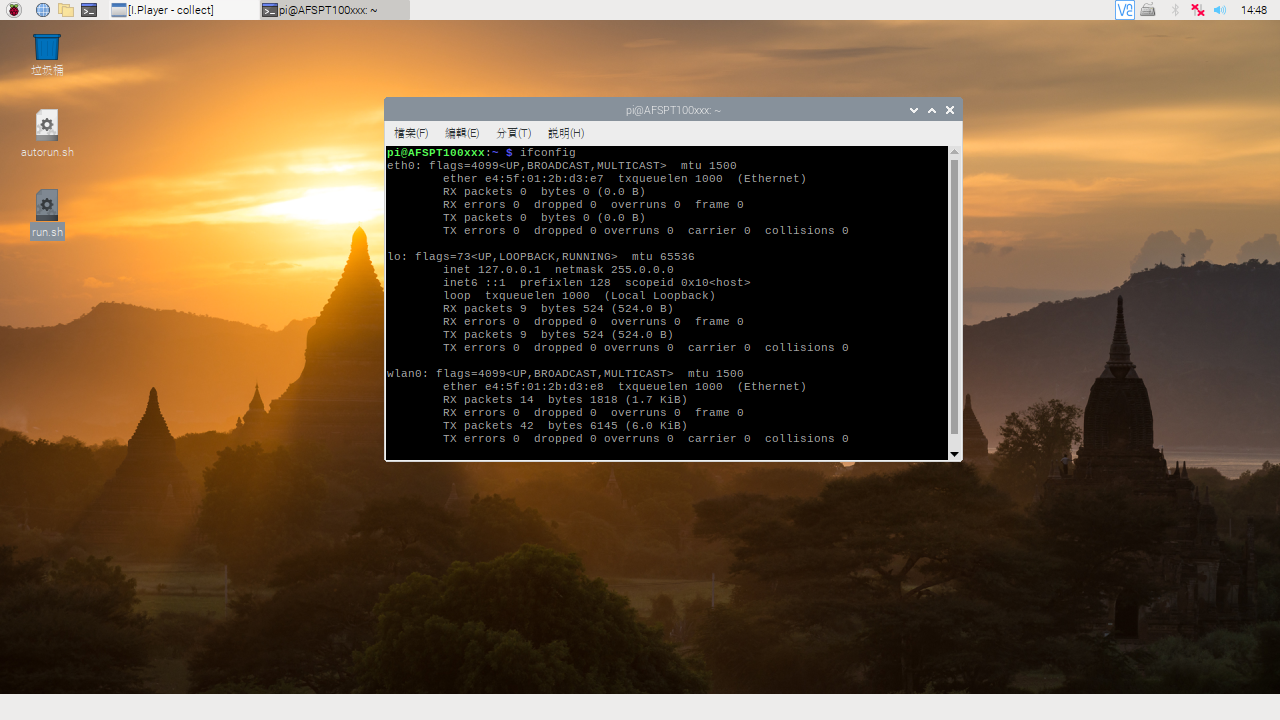 [I.Player - collect]
pi@AFSPT100xxx: ~
14:48
垃圾桶
autorun.sh
run.sh
pi@AFSPT100xxx: ~
檔案(F) 編輯(E) 分頁(T) 説明(H)
pi@AFSPT100xxx:~ $ ifconfig
eth0: flags=4099<UP,BROADCAST,MULTICAST>  mtu 1500
        ether e4:5f:01:2b:d3:e7  txqueuelen 1000  (Ethernet)
        RX packets 0  bytes 0 (0.0 B)
        RX errors 0  dropped 0  overruns 0  frame 0
        TX packets 0  bytes 0 (0.0 B)
        TX errors 0  dropped 0 overruns 0  carrier 0  collisions 0
lo: flags=73<UP,LOOPBACK,RUNNING>  mtu 65536
        inet 127.0.0.1  netmask 255.0.0.0
        inet6 ::1  prefixlen 128  scopeid 0x10<host>
        loop  txqueuelen 1000  (Local Loopback)
        RX packets 9  bytes 524 (524.0 B)
        RX errors 0  dropped 0  overruns 0  frame 0
        TX packets 9  bytes 524 (524.0 B)
        TX errors 0  dropped 0 overruns 0  carrier 0  collisions 0
wlan0: flags=4099<UP,BROADCAST,MULTICAST>  mtu 1500
        ether e4:5f:01:2b:d3:e8  txqueuelen 1000  (Ethernet)
        RX packets 14  bytes 1818 (1.7 KiB)
        RX errors 0  dropped 0  overruns 0  frame 0
        TX packets 42  bytes 6145 (6.0 KiB)
        TX errors 0  dropped 0 overruns 0  carrier 0  collisions 0